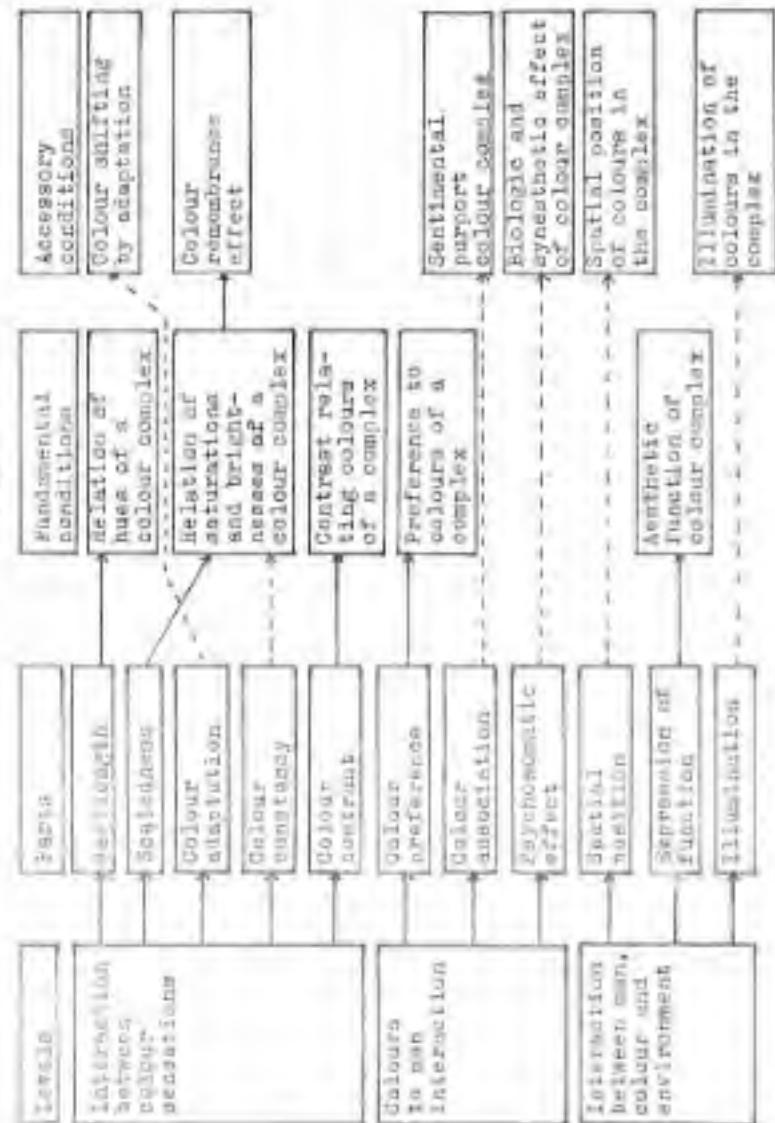 Levels
Interaction
between
colour
sensations
Colours
to man
interaction
Interaction
between man,
colour and
environment
Parts
Scaledness
Colour
adaptation
Colour
constancy
Colour
contrast
Colour
preference
Colour
association
Psychosomatic
effect
Spatial
position
Expression of
function
Illumination
Fundamental
conditions
Relation of
hues of a
colour complex
Relation of
saturations
and bright-
nesses of a
colour complex
Contrast rela-
ting colours
of a complex
Preference to
colours of a
complex
Aesthetic
function of
colour complex
Accessory
conditions
Colour shifting
by adaptation
Colour
remembrance
effect
Sentimental
purport
colour complex
Biologic and
synesthetic effect
of colour complex
Spatial position
of colours in
the complex
Illumination of
colours in the
complex